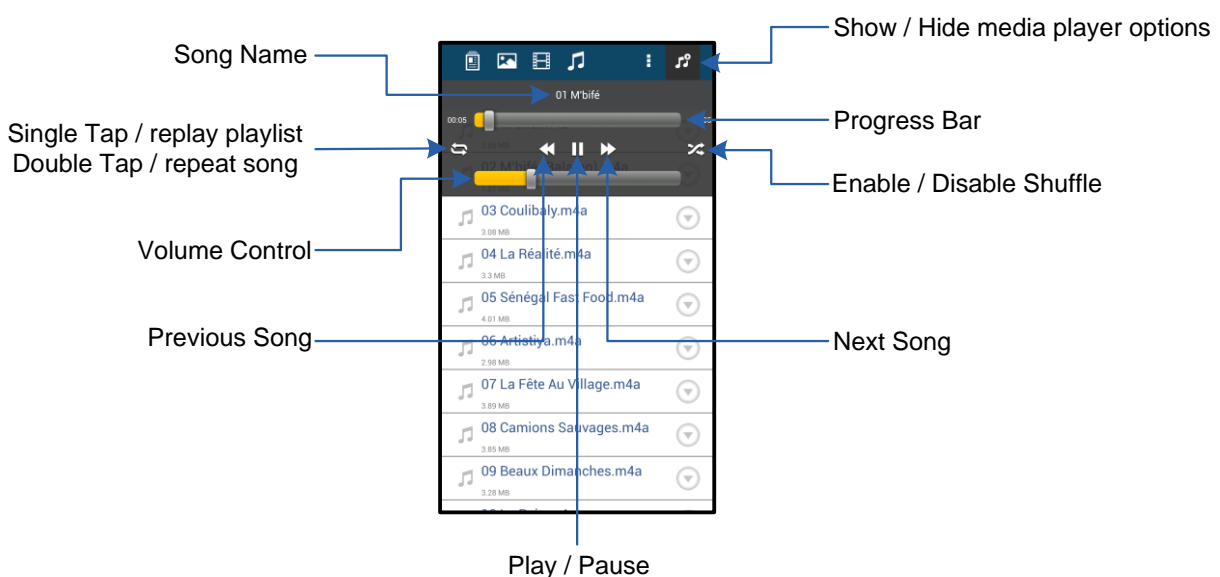 Show / Hide media player options
Song Name
01 M'bifé
00:05
Progress Bar
Single Tap / replay playlist
Double Tap / repeat song
Enable / Disable Shuffle
Volume Control
03 Coulibaly.m4a
3.08 MB
04 La Réalité.m4a
3.3 MB
05 Sénégal Fast Food.m4a
4.01 MB
Previous Song
06 Artistiya.m4a
2.98 MB
Next Song
07 La Fête Au Village.m4a
3.89 MB
08 Camions Sauvages.m4a
3.85 MB
09 Beaux Dimanches.m4a
3.28 MB
Play / Pause